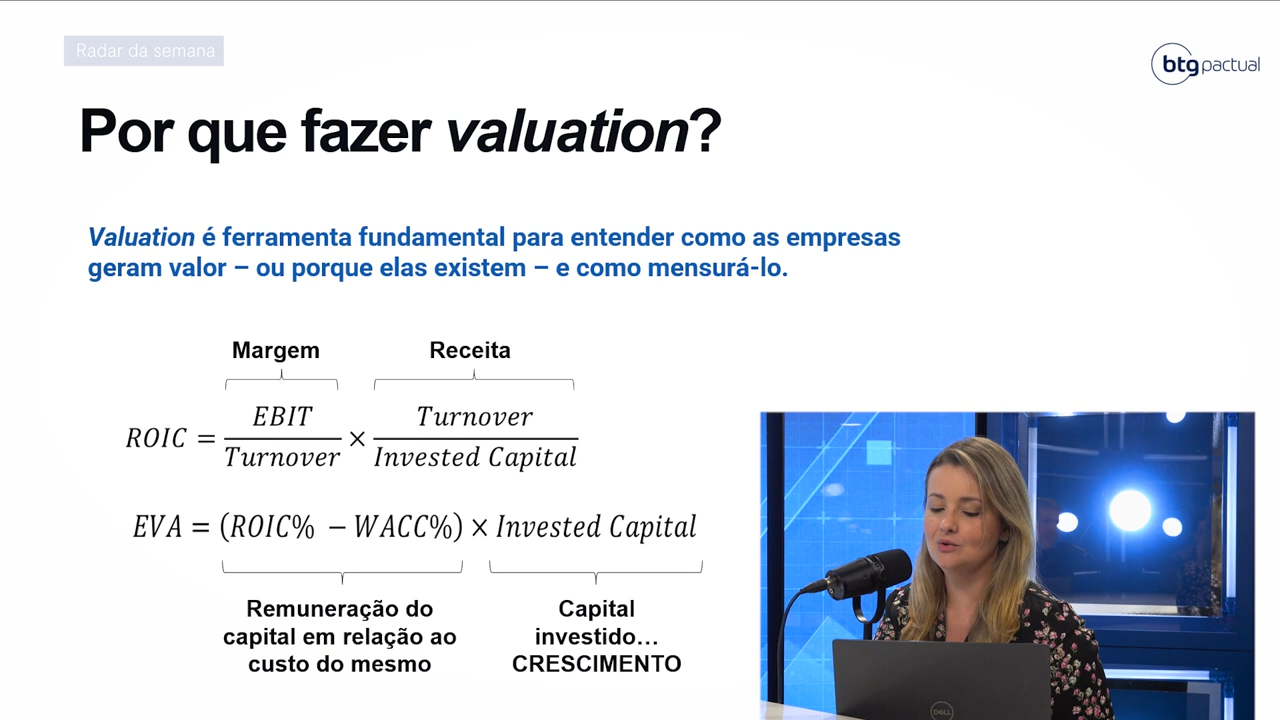 Radar da semana
btg pactual
Por que fazer valuation?
Valuation é ferramenta fundamental para entender como as empresas
geram valor – ou porque elas existem – e como mensurá-lo.
Margem
Receita
ROIC = EBIT / Turnover × Turnover / Invested Capital
EVA = (ROIC% − WACC%) × Invested Capital
Remuneração do
capital em relação ao
custo do mesmo
Capital
investido...
CRESCIMENTO
DELL